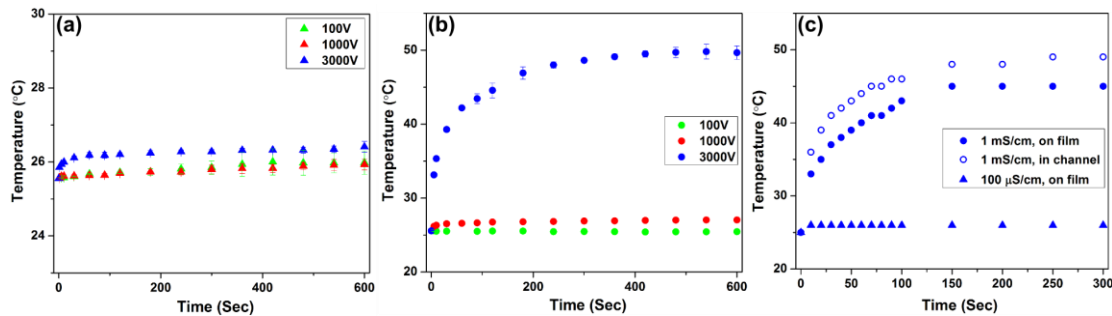 (a)
100V
1000V
3000V
30
28
26
24
Temperature (°C)
0
200
400
600
Time (Sec)
(b)
50
40
30
20
Temperature (°C)
100V
1000V
3000V
0
200
400
600
Time (Sec)
(c)
50
40
30
20
Temperature (°C)
1 mS/cm, on film
1 mS/cm, in channel
100 μS/cm, on film
0
50
100
150
200
250
300
Time (Sec)